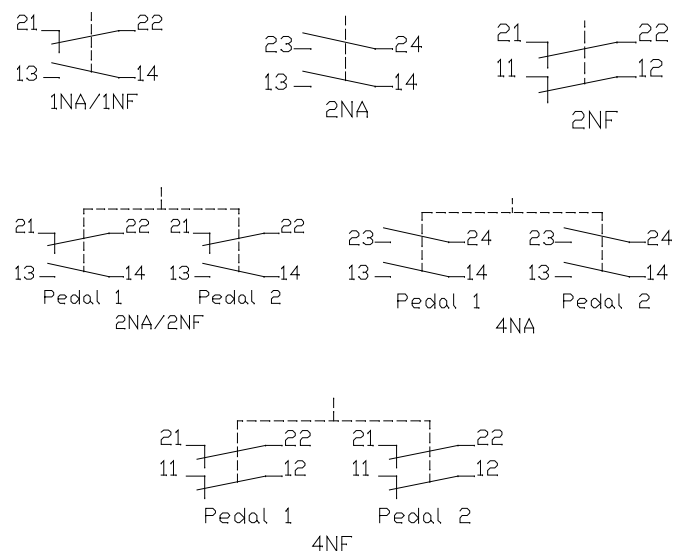 21 22
13 14
1NA/1NF
23 24
13 14
2NA
21 22
11 12
2NF
21 22 21 22
13 14 13 14
Pedal 1 Pedal 2
2NA/2NF
23 24 23 24
13 14 13 14
Pedal 1 Pedal 2
4NA
21 22 21 22
11 12 11 12
Pedal 1 Pedal 2
4NF